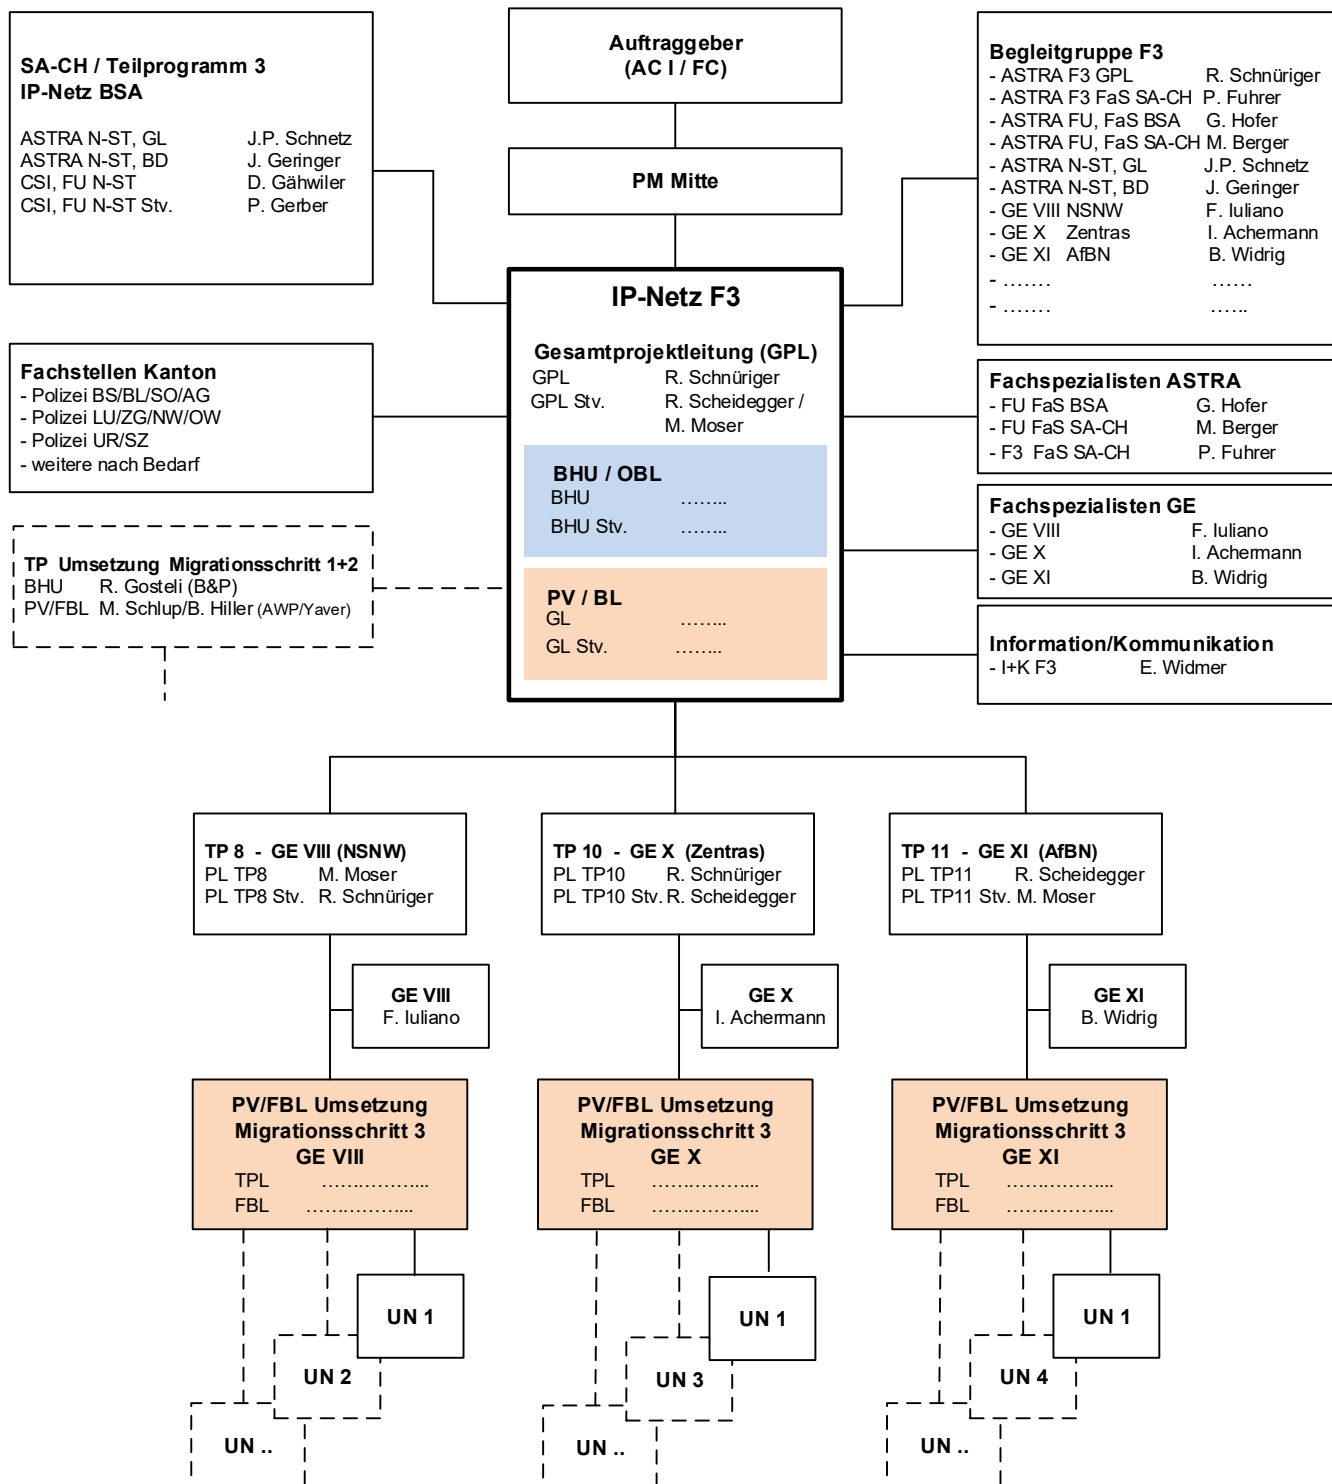 SA-CH / Teilprogramm 3
IP-Netz BSA
ASTRA N-ST, GL J.P. Schnetz
ASTRA N-ST, BD J. Geringer
CSI, FU N-ST D. Gähwiler
CSI, FU N-ST Stv. P. Gerber
Auftraggeber
(AC I / FC)
PM Mitte
Begleitgruppe F3
- ASTRA F3 GPL R. Schnüriger
- ASTRA F3 FaS SA-CH P. Fuhrer
- ASTRA FU, FaS BSA G. Hofer
- ASTRA FU, FaS SA-CH M. Berger
- ASTRA N-ST, GL J.P. Schnetz
- ASTRA N-ST, BD J. Geringer
- GE VIII NSNW F. Iuliano
- GE X Zentras I. Achermann
- GE XI AfBN B. Widrig
- ....... ......
- ....... ......
IP-Netz F3
Gesamtprojektleitung (GPL)
GPL R. Schnüriger
GPL Stv. R. Scheidegger /
M. Moser
BHU / OBL
BHU ........
BHU Stv. ........
PV / BL
GL ........
GL Stv. ........
Fachstellen Kanton
- Polizei BS/BL/SO/AG
- Polizei LU/ZG/NW/OW
- Polizei UR/SZ
- weitere nach Bedarf
TP Umsetzung Migrationsschritt 1+2
BHU R. Gosteli (B&P)
PV/FBL M. Schlup/B. Hiller (AWP/Yaver)
Fachspezialisten ASTRA
- FU FaS BSA G. Hofer
- FU FaS SA-CH M. Berger
- F3 FaS SA-CH P. Fuhrer
Fachspezialisten GE
- GE VIII F. Iuliano
- GE X I. Achermann
- GE XI B. Widrig
Information/Kommunikation
- I+K F3 E. Widmer
TP 8 - GE VIII (NSNW)
PL TP8 M. Moser
PL TP8 Stv. R. Schnüriger
TP 10 - GE X (Zentras)
PL TP10 R. Schnüriger
PL TP10 Stv. R. Scheidegger
TP 11 - GE XI (AfBN)
PL TP11 R. Scheidegger
PL TP11 Stv. M. Moser
GE VIII
F. Iuliano
GE X
I. Achermann
GE XI
B. Widrig
PV/FBL Umsetzung
Migrationsschritt 3
GE VIII
TPL ...................
FBL ...................
PV/FBL Umsetzung
Migrationsschritt 3
GE X
TPL ...................
FBL ...................
PV/FBL Umsetzung
Migrationsschritt 3
GE XI
TPL ...................
FBL ...................
UN 1
UN 2
UN ..
UN 1
UN 3
UN ..
UN 1
UN 4
UN ..